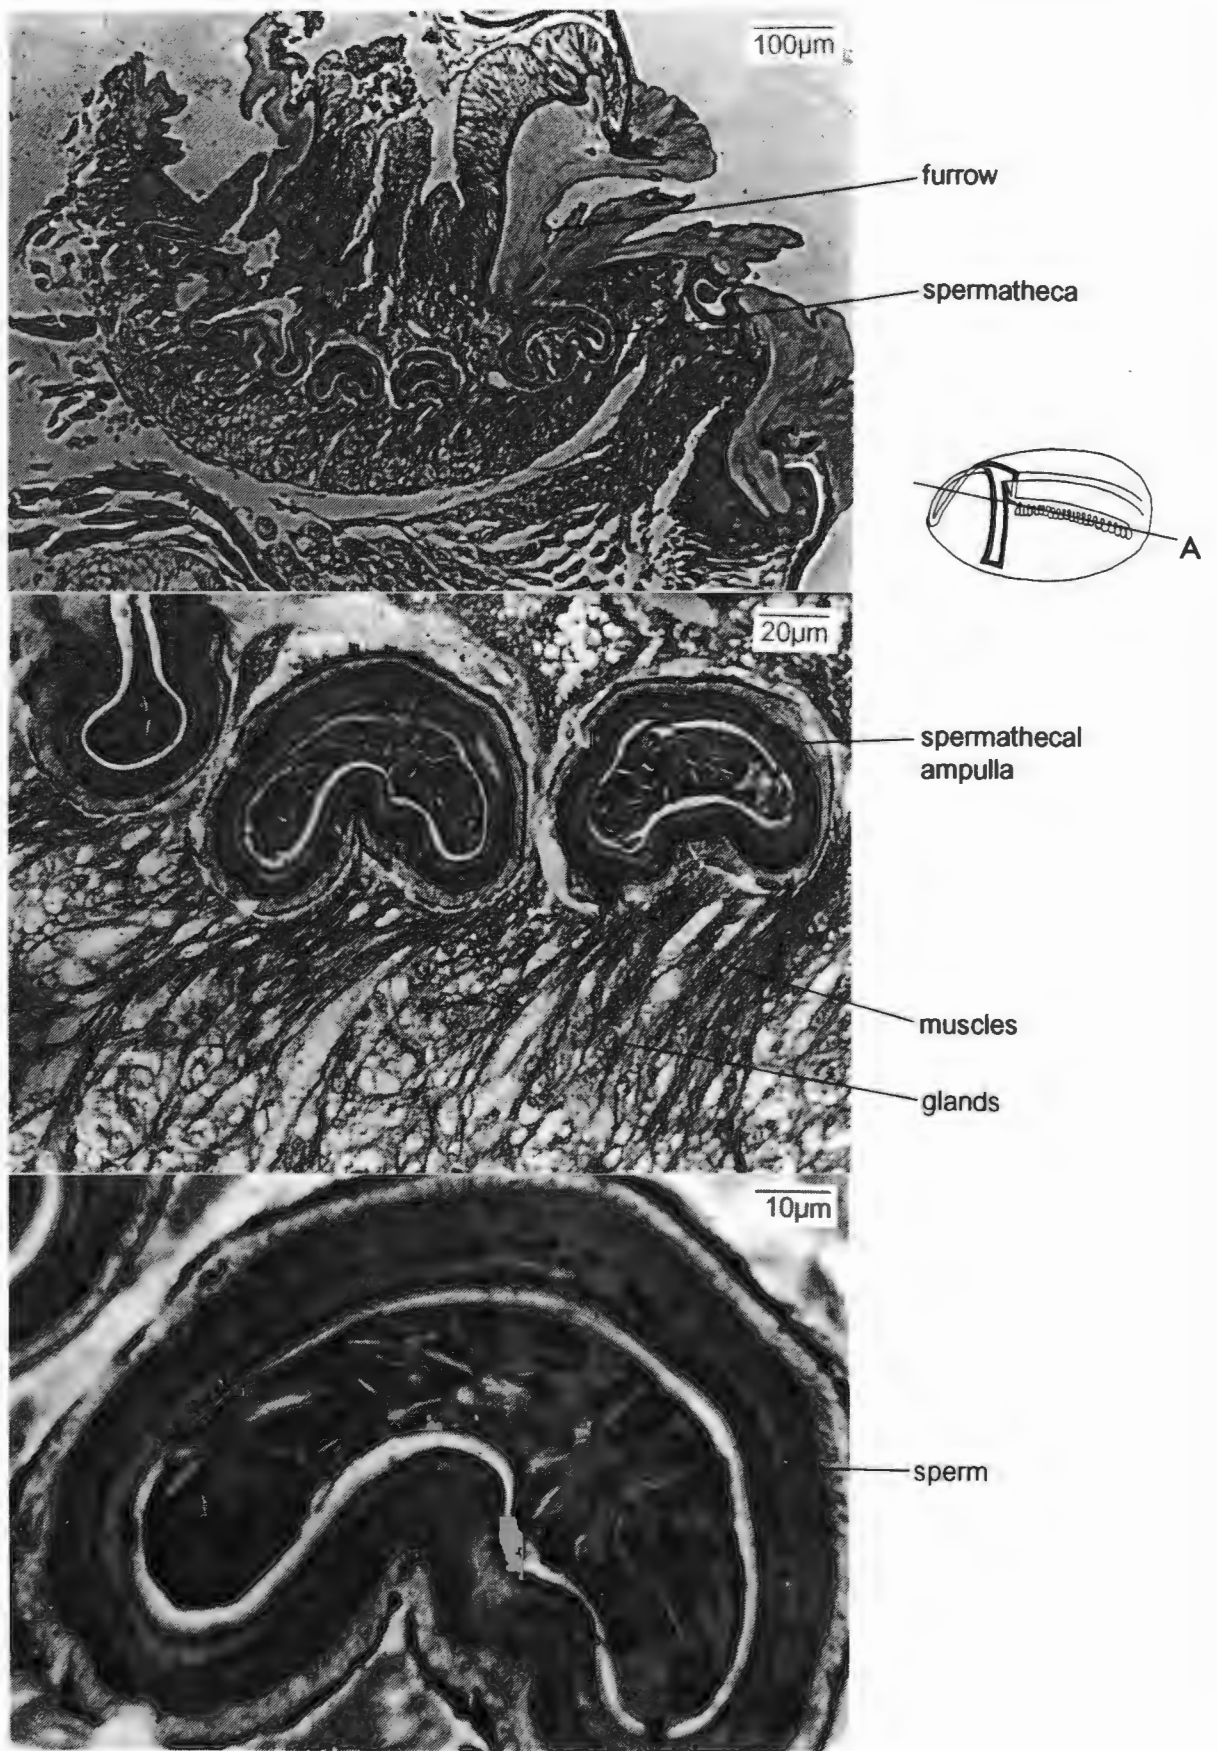 100µm
furrow
spermatheca
A
20µm
spermathecal
ampulla
muscles
glands
10µm
sperm